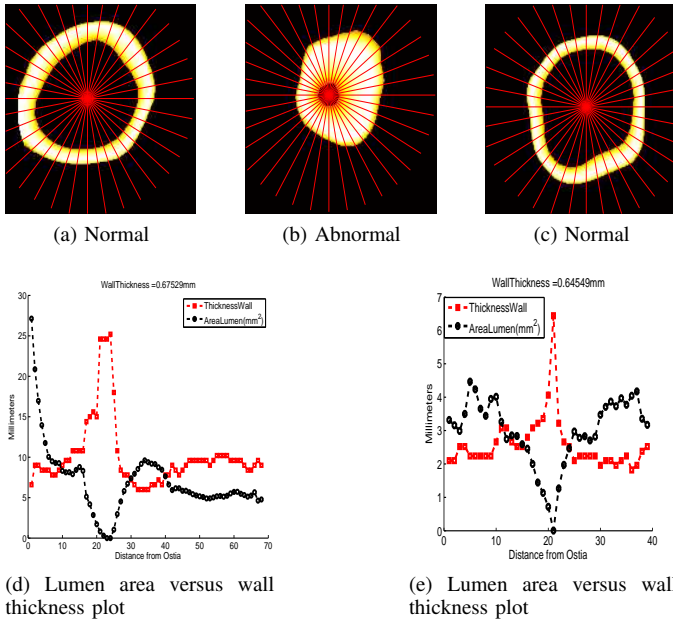 (a) Normal
(b) Abnormal
(c) Normal
WallThickness =0.67529mm
ThicknessWall
AreaLumen(mm²)
Millimeters
30
25
20
15
10
5
0
0 10 20 30 40 50 60 70
Distance from Ostia
(d) Lumen area versus wall
thickness plot
WallThickness =0.64549mm
ThicknessWall
AreaLumen(mm²)
Millimeters
7
6
5
4
3
2
1
0
0 10 20 30 40
Distance from Ostia
(e) Lumen area versus wall
thickness plot